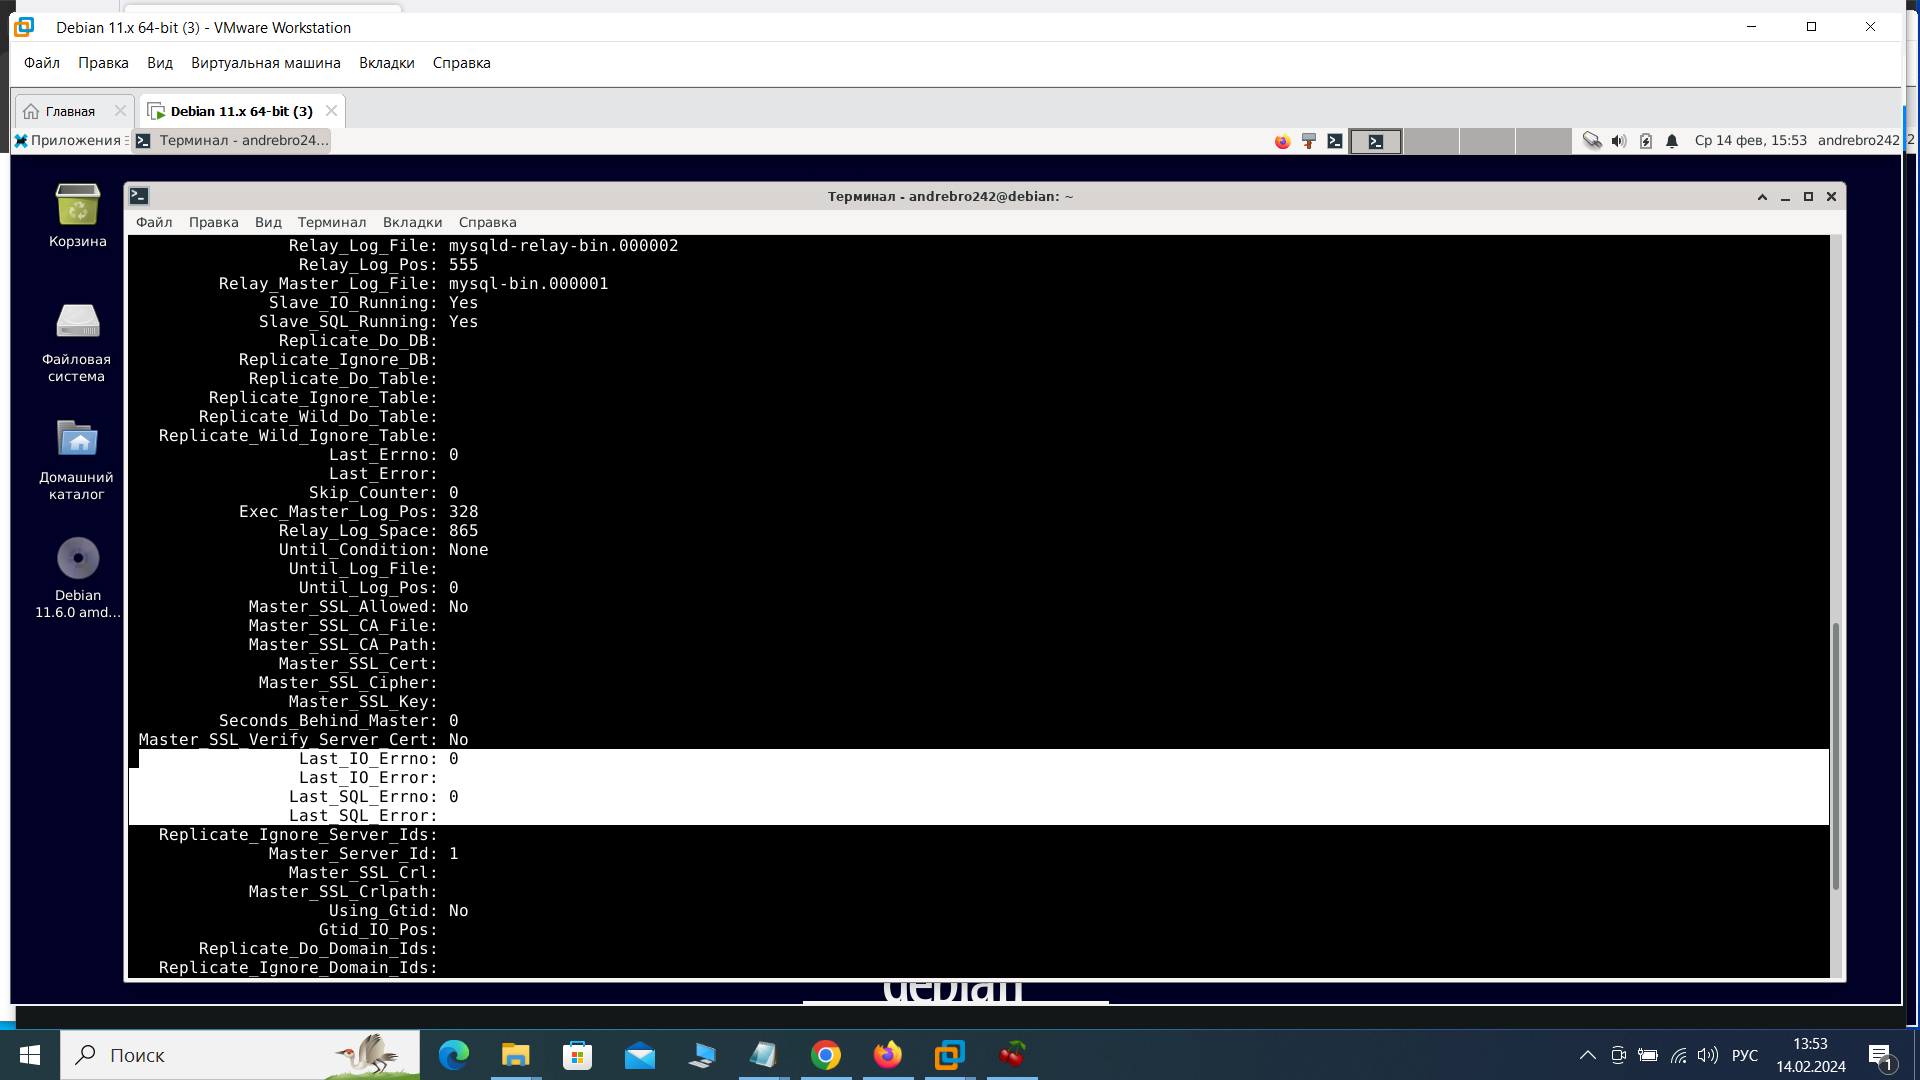 Debian 11.x 64-bit (3) - VMware Workstation
Файл Правка Вид Виртуальная машина Вкладки Справка
Главная Debian 11.x 64-bit (3)
Приложения Терминал - andrebro24... Ср 14 фев, 15:53 andrebro242 2
Корзина
Файловая
система
Домашний
каталог
Debian
11.6.0 amd...
Терминал - andrebro242@debian: ~
Файл Правка Вид Терминал Вкладки Справка
Relay_Log_File: mysqld-relay-bin.000002
Relay_Log_Pos: 555
Relay_Master_Log_File: mysql-bin.000001
Slave_IO_Running: Yes
Slave_SQL_Running: Yes
Replicate_Do_DB:
Replicate_Ignore_DB:
Replicate_Do_Table:
Replicate_Ignore_Table:
Replicate_Wild_Do_Table:
Replicate_Wild_Ignore_Table:
Last_Errno: 0
Last_Error:
Skip_Counter: 0
Exec_Master_Log_Pos: 328
Relay_Log_Space: 865
Until_Condition: None
Until_Log_File:
Until_Log_Pos: 0
Master_SSL_Allowed: No
Master_SSL_CA_File:
Master_SSL_CA_Path:
Master_SSL_Cert:
Master_SSL_Cipher:
Master_SSL_Key:
Seconds_Behind_Master: 0
Master_SSL_Verify_Server_Cert: No
Last_IO_Errno: 0
Last_IO_Error:
Last_SQL_Errno: 0
Last_SQL_Error:
Replicate_Ignore_Server_Ids:
Master_Server_Id: 1
Master_SSL_Crl:
Master_SSL_Crlpath:
Using_Gtid: No
Gtid_IO_Pos:
Replicate_Do_Domain_Ids:
Replicate_Ignore_Domain_Ids:
debian
Поиск
РУС
13:53
14.02.2024
1